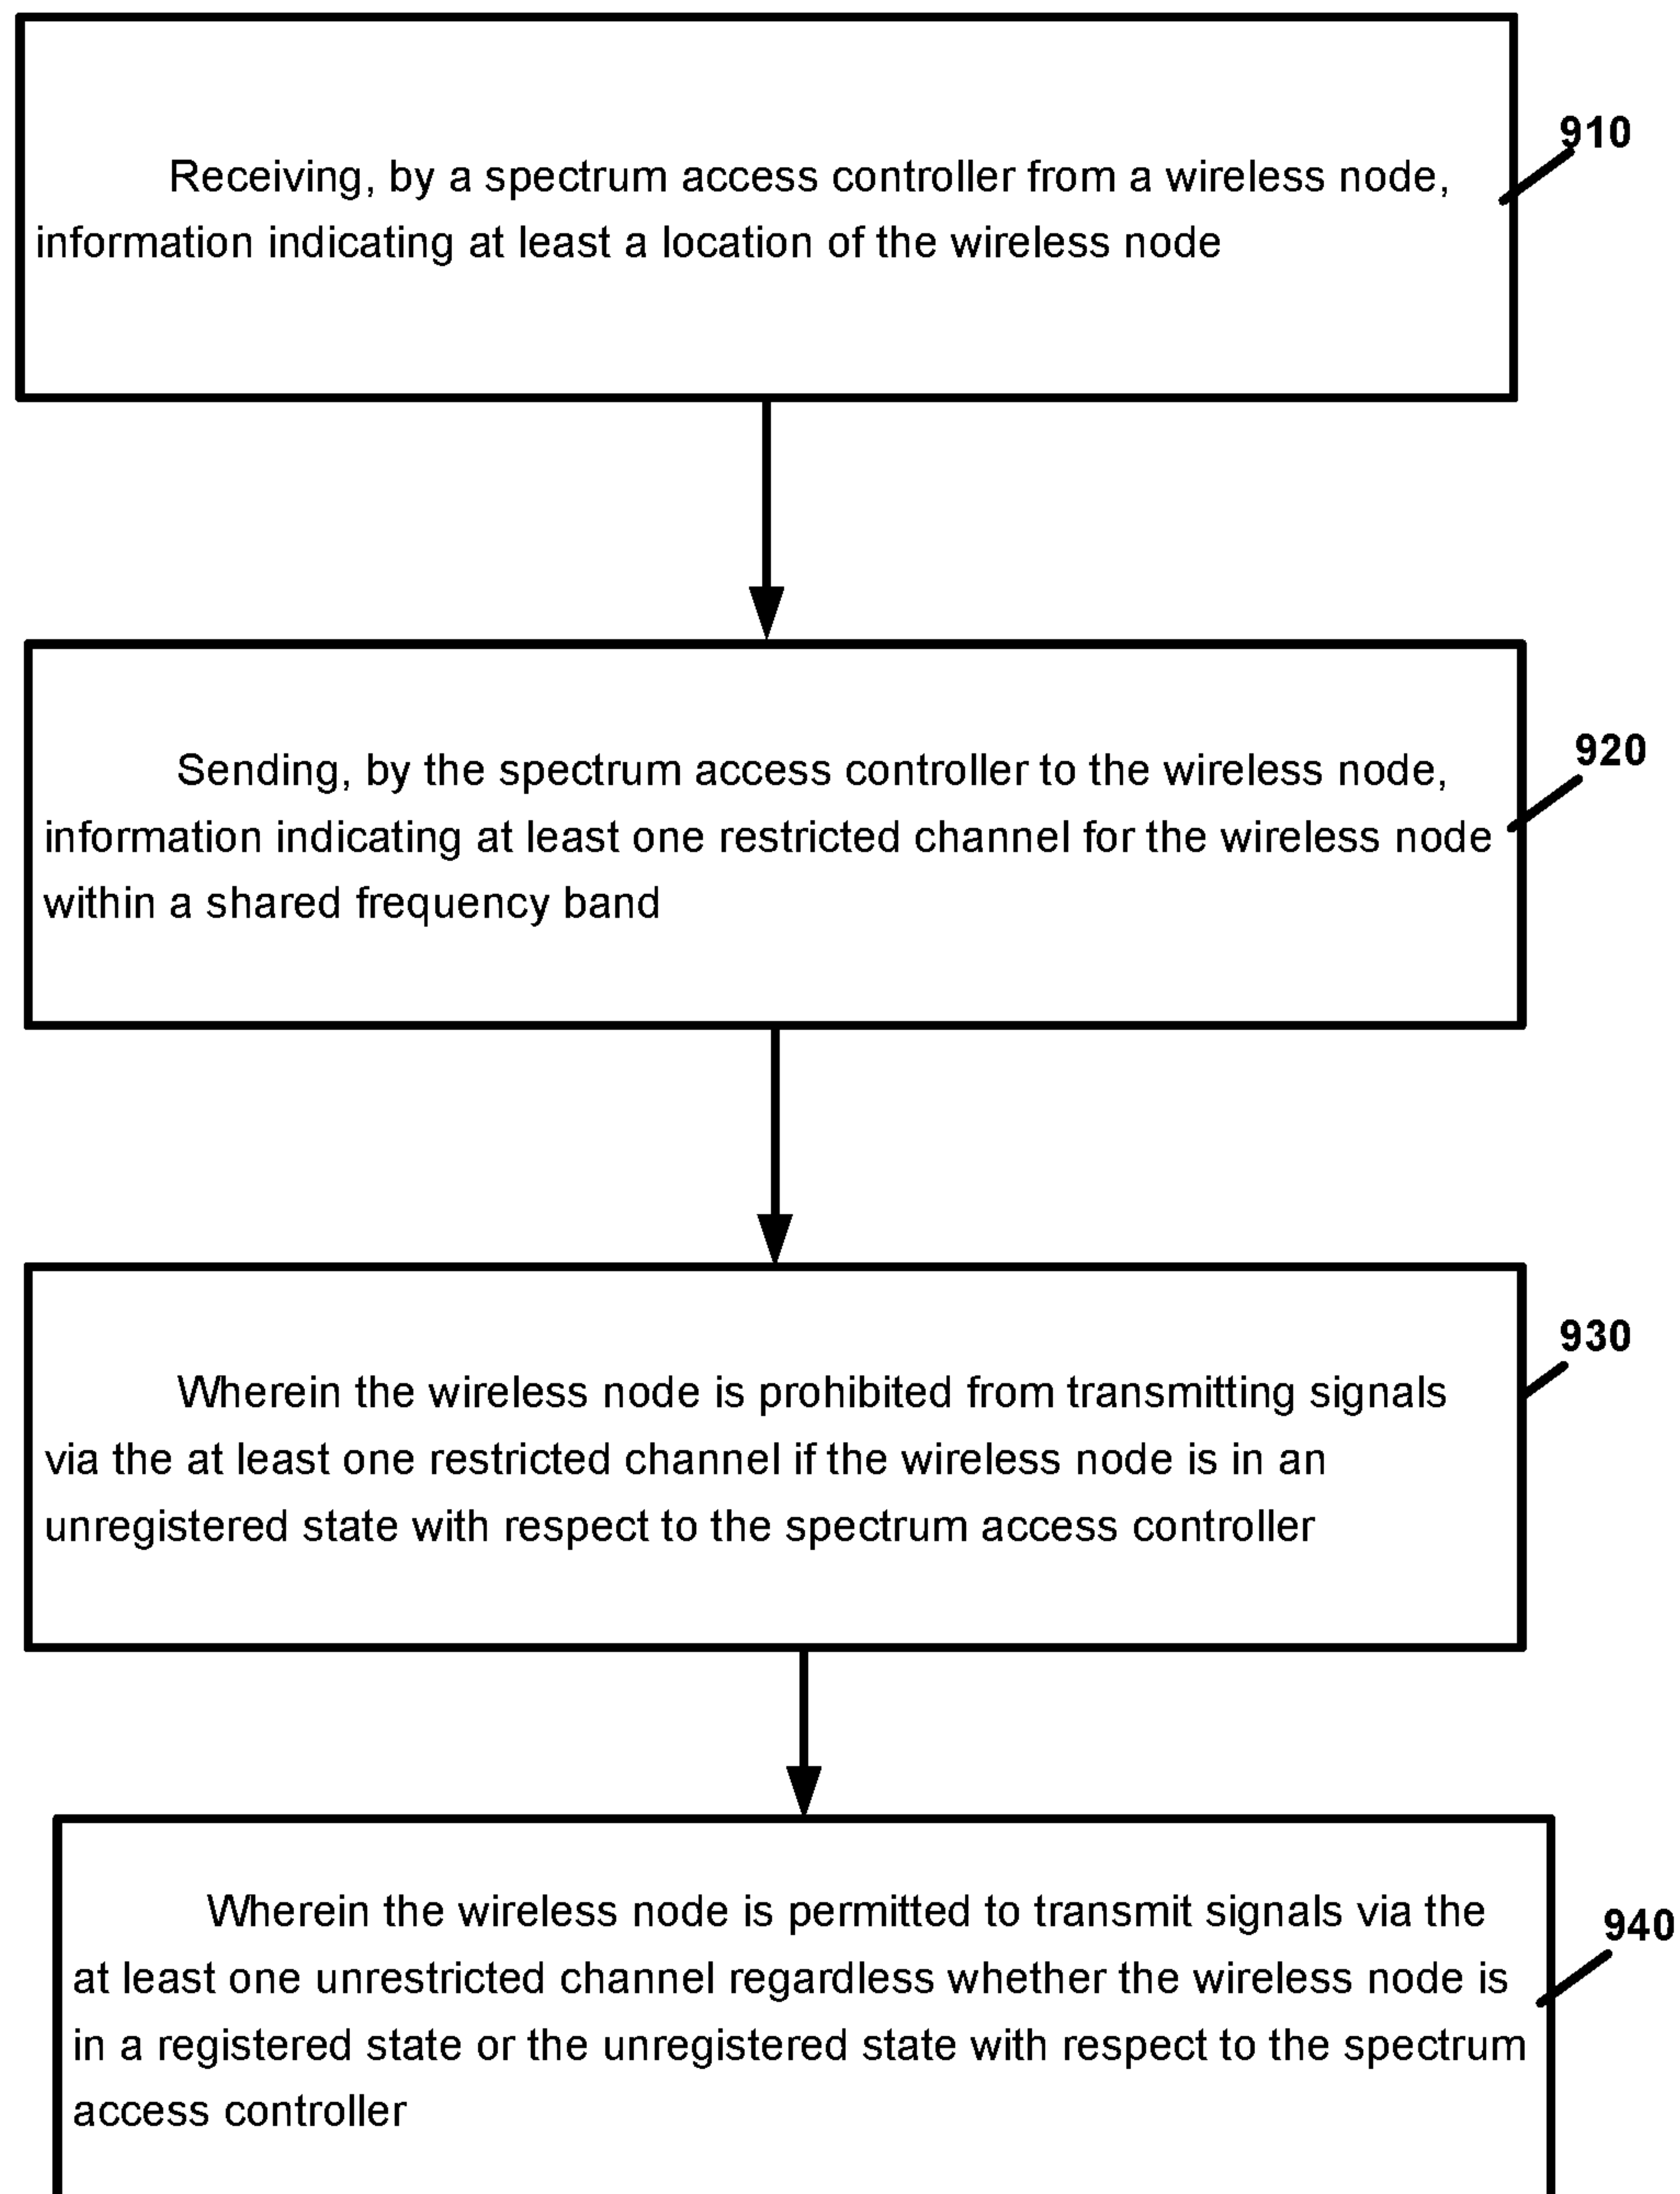 910
Receiving, by a spectrum access controller from a wireless node,
information indicating at least a location of the wireless node
920
Sending, by the spectrum access controller to the wireless node,
information indicating at least one restricted channel for the wireless node
within a shared frequency band
930
Wherein the wireless node is prohibited from transmitting signals
via the at least one restricted channel if the wireless node is in an
unregistered state with respect to the spectrum access controller
940
Wherein the wireless node is permitted to transmit signals via the
at least one unrestricted channel regardless whether the wireless node is
in a registered state or the unregistered state with respect to the spectrum
access controller